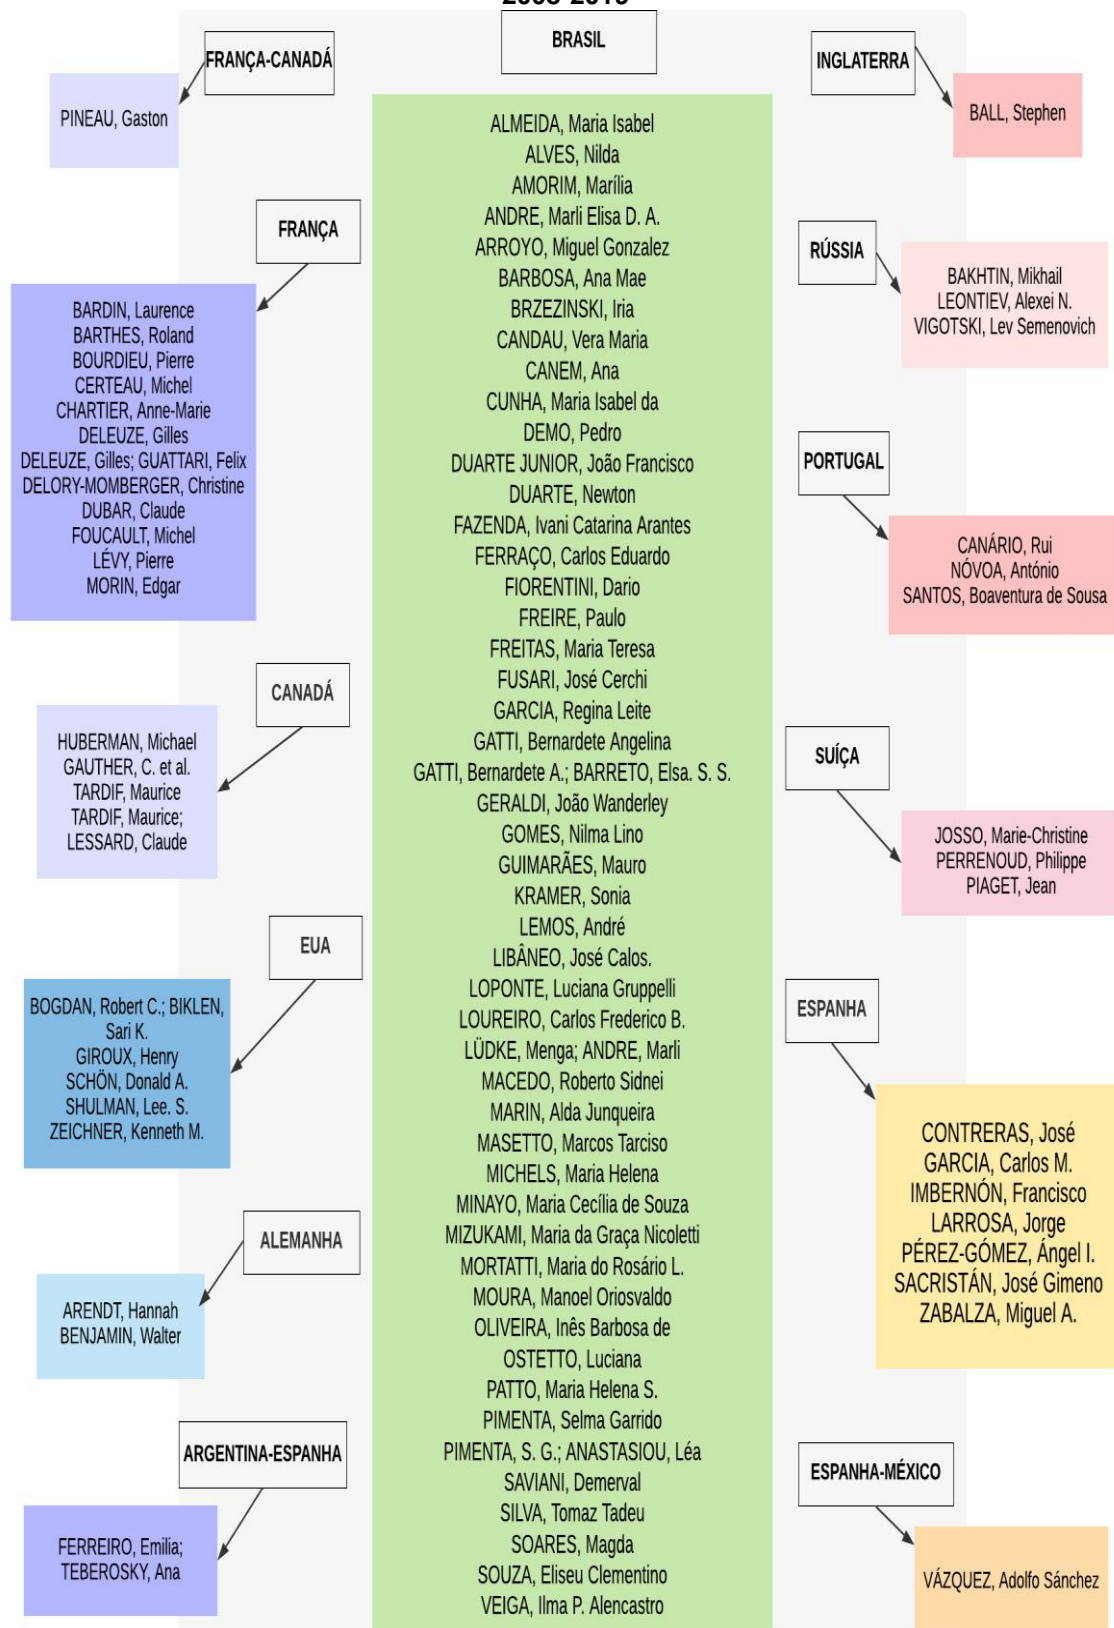 FRANÇA-CANADÁ
PINEAU, Gaston
FRANÇA
BARDIN, Laurence
BARTHES, Roland
BOURDIEU, Pierre
CERTEAU, Michel
CHARTIER, Anne-Marie
DELEUZE, Gilles
DELEUZE, Gilles; GUATTARI, Felix
DELORY-MOMBERGER, Christine
DUBAR, Claude
FOUCAULT, Michel
LÉVY, Pierre
MORIN, Edgar
CANADÁ
HUBERMAN, Michael
GAUTHER, C. et al.
TARDIF, Maurice
TARDIF, Maurice;
LESSARD, Claude
EUA
BOGDAN, Robert C.; BIKLEN,
Sari K.
GIROUX, Henry
SCHÖN, Donald A.
SHULMAN, Lee. S.
ZEICHNER, Kenneth M.
ALEMANHA
ARENDT, Hannah
BENJAMIN, Walter
ARGENTINA-ESPANHA
FERREIRO, Emilia;
TEBEROSKY, Ana
BRASIL
ALMEIDA, Maria Isabel
ALVES, Nilda
AMORIM, Marília
ANDRE, Marli Elisa D. A.
ARROYO, Miguel Gonzalez
BARBOSA, Ana Mae
BRZEZINSKI, Iria
CANDAU, Vera Maria
CANEM, Ana
CUNHA, Maria Isabel da
DEMO, Pedro
DUARTE JUNIOR, João Francisco
DUARTE, Newton
FAZENDA, Ivani Catarina Arantes
FERRAÇO, Carlos Eduardo
FIORENTINI, Dario
FREIRE, Paulo
FREITAS, Maria Teresa
FUSARI, José Cerchi
GARCIA, Regina Leite
GATTI, Bernardete Angelina
GATTI, Bernardete A.; BARRETO, Elsa. S. S.
GERALDI, João Wanderley
GOMES, Nilma Lino
GUIMARÃES, Mauro
KRAMER, Sonia
LEMOS, André
LIBÂNEO, José Calos.
LOPONTE, Luciana Gruppelli
LOUREIRO, Carlos Frederico B.
LÜDKE, Menga; ANDRE, Marli
MACEDO, Roberto Sidnei
MARIN, Alda Junqueira
MASETTO, Marcos Tarciso
MICHELS, Maria Helena
MINAYO, Maria Cecília de Souza
MIZUKAMI, Maria da Graça Nicoletti
MORTATTI, Maria do Rosário L.
MOURA, Manoel Oriosvaldo
OLIVEIRA, Inês Barbosa de
OSTETTO, Luciana
PATTO, Maria Helena S.
PIMENTA, Selma Garrido
PIMENTA, S. G.; ANASTASIOU, Léa
SAVIANI, Demerval
SILVA, Tomaz Tadeu
SOARES, Magda
SOUZA, Eliseu Clementino
VEIGA, Ilma P. Alencastro
INGLATERRA
BALL, Stephen
RÚSSIA
BAKHTIN, Mikhail
LEONTIEV, Alexei N.
VIGOTSKI, Lev Semenovich
PORTUGAL
CANÁRIO, Rui
NÓVOA, António
SANTOS, Boaventura de Sousa
SUÍÇA
JOSSO, Marie-Christine
PERRENOUD, Philippe
PIAGET, Jean
ESPANHA
CONTRERAS, José
GARCIA, Carlos M.
IMBERNÓN, Francisco
LARROSA, Jorge
PÉREZ-GÓMEZ, Ángel I.
SACRISTÁN, José Gimeno
ZABALZA, Miguel A.
ESPANHA-MÉXICO
VÁZQUEZ, Adolfo Sánchez